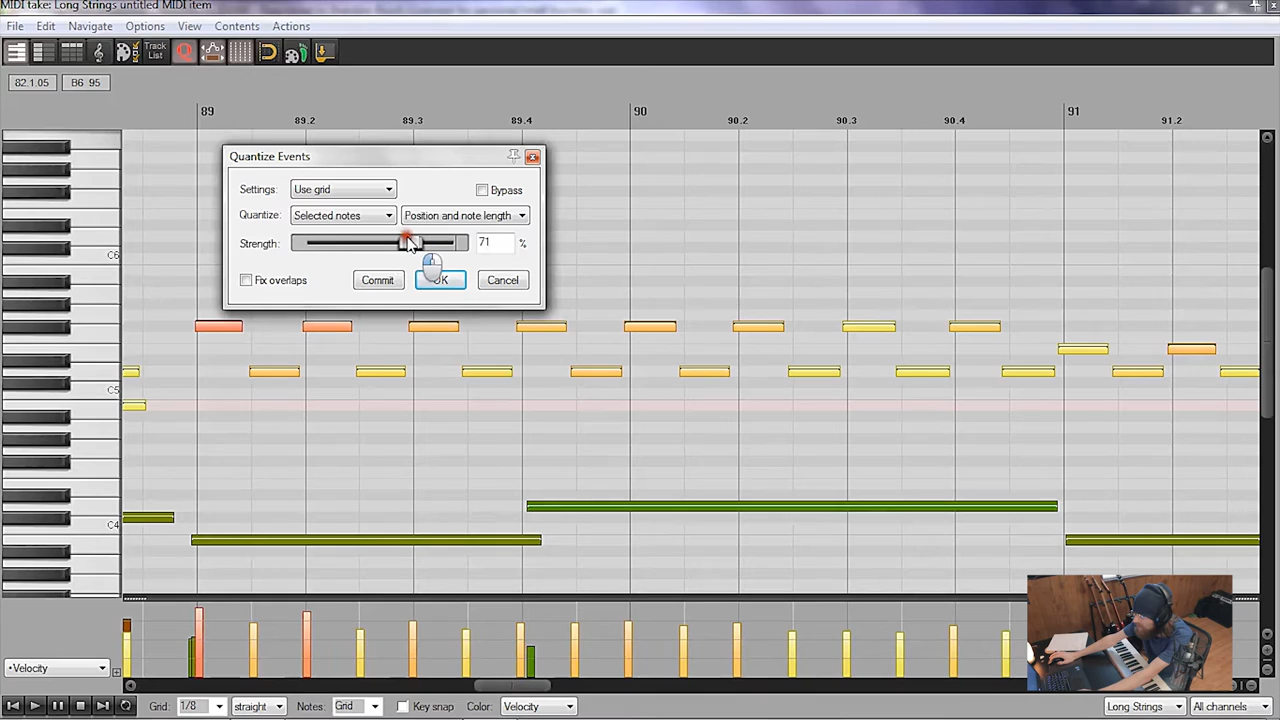 MIDI take: Long Strings untitled MIDI item
File Edit Navigate Options View Contents Actions
Track
List
82.1.05 B6 95
89 90 91
89.2 89.3 89.4 90.2 90.3 90.4 91.2
Quantize Events
Settings: Use grid Bypass
Quantize: Selected notes Position and note length
Strength: 71 %
Fix overlaps Commit OK Cancel
C6
C5
C4
•Velocity
Grid: 1/8 straight Notes: Grid Key snap Color: Velocity Long Strings All channels